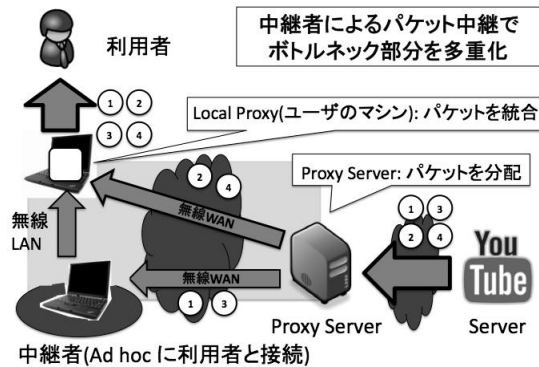 中継者によるパケット中継で
ボトルネック部分を多重化
利用者
1 2
3 4
Local Proxy(ユーザのマシン): パケットを統合
Proxy Server: パケットを分配
2 4
1 3
2 4
無線WAN
無線
LAN
無線WAN
1 3
You
Tube
Proxy Server
Server
中継者(Ad hoc に利用者と接続)